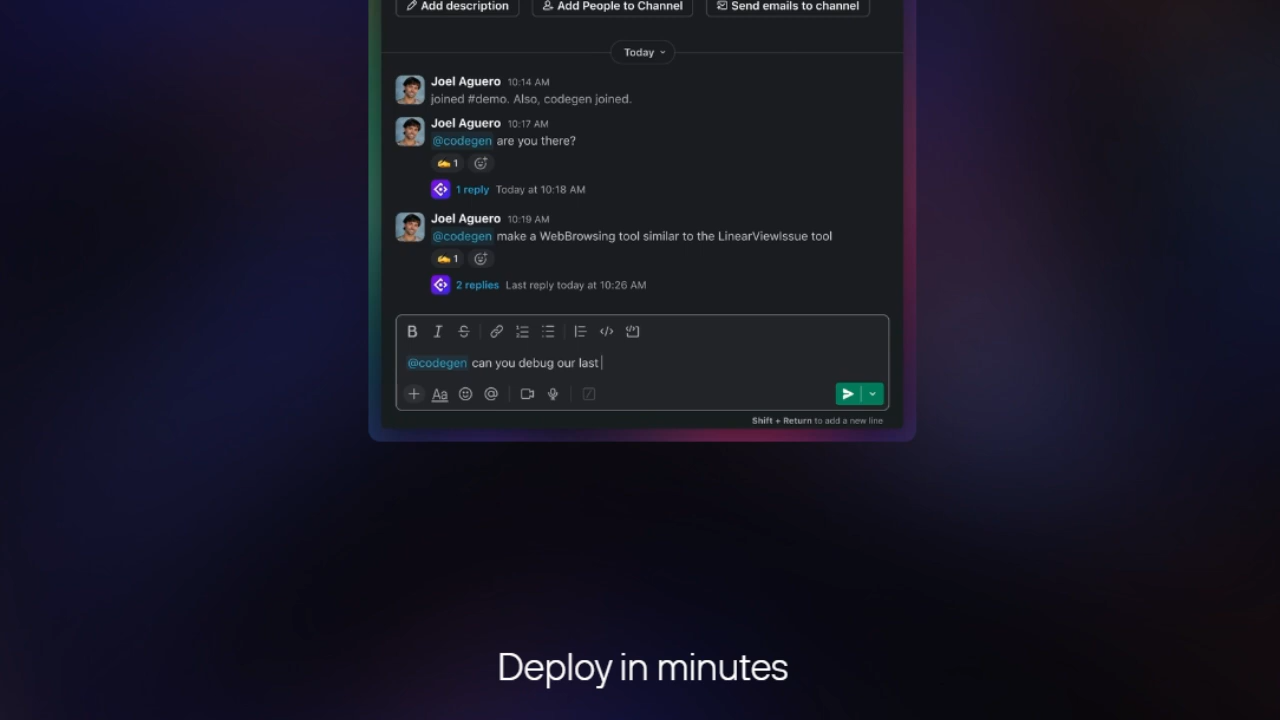 Add description Add People to Channel Send emails to channel
Today
Joel Aguero 10:14 AM
joined #demo. Also, codegen joined.
Joel Aguero 10:17 AM
@codegen are you there?
1
1 reply Today at 10:18 AM
Joel Aguero 10:19 AM
@codegen make a WebBrowsing tool similar to the LinearViewIssue tool
1
2 replies Last reply today at 10:26 AM
B I S
@codegen can you debug our last
Aa
Shift + Return to add a new line
Deploy in minutes